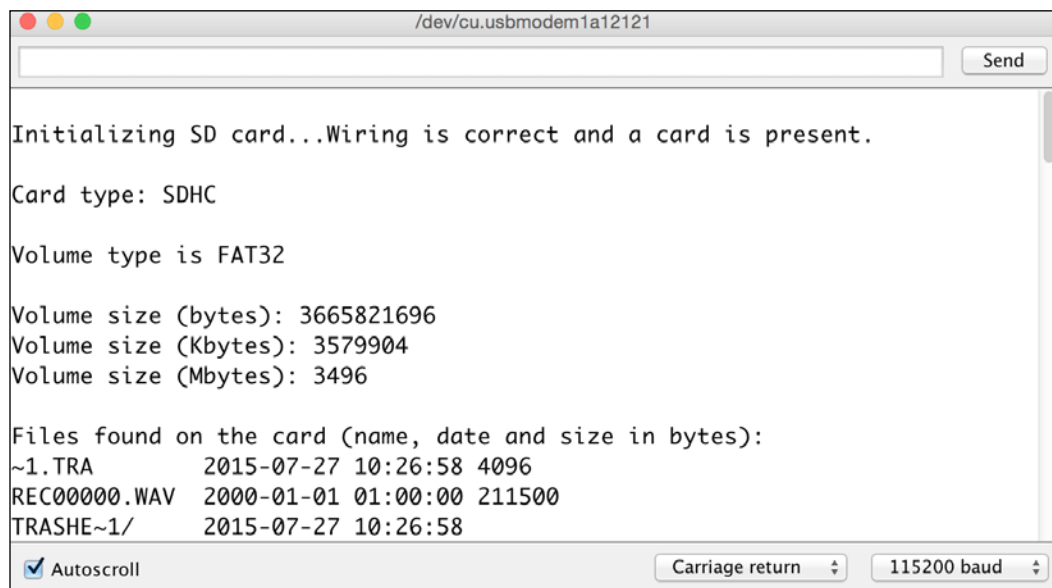 /dev/cu.usbmodem1a12121
Send
Initializing SD card...Wiring is correct and a card is present.
Card type: SDHC
Volume type is FAT32
Volume size (bytes): 3665821696
Volume size (Kbytes): 3579904
Volume size (Mbytes): 3496
Files found on the card (name, date and size in bytes):
~1.TRA 2015-07-27 10:26:58 4096
REC00000.WAV 2000-01-01 01:00:00 211500
TRASHE~1/ 2015-07-27 10:26:58
Autoscroll Carriage return 115200 baud